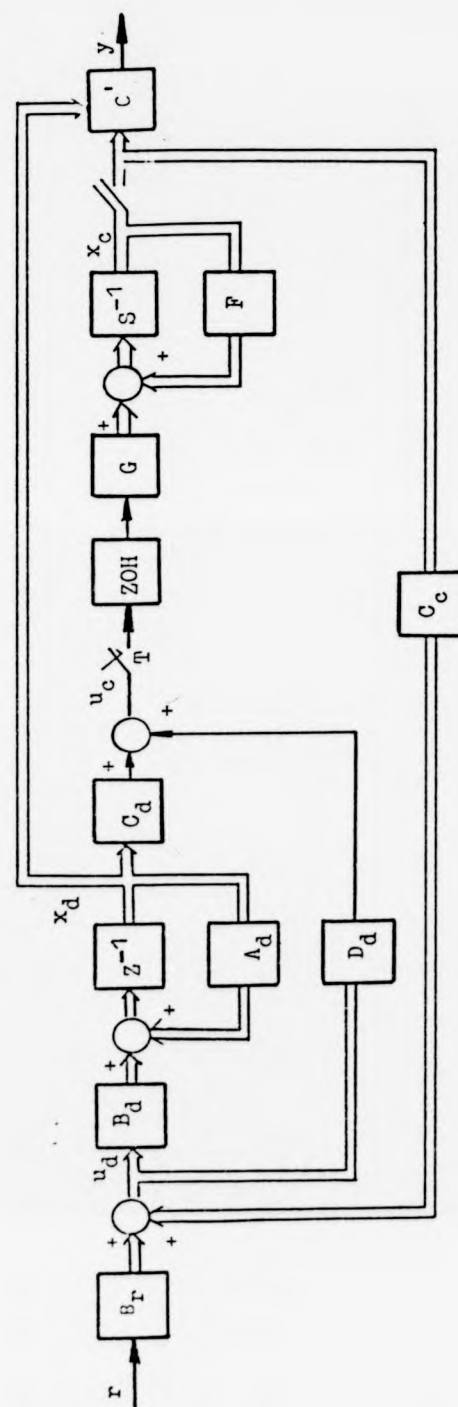 r
B_r
+
+
u_d
B_d
+
+
Z^{-1}
x_d
A_d
C_d
+
+
D_d
u_c
T
ZOH
G
+
+
S^{-1}
x_c
F
C'
y
C_c